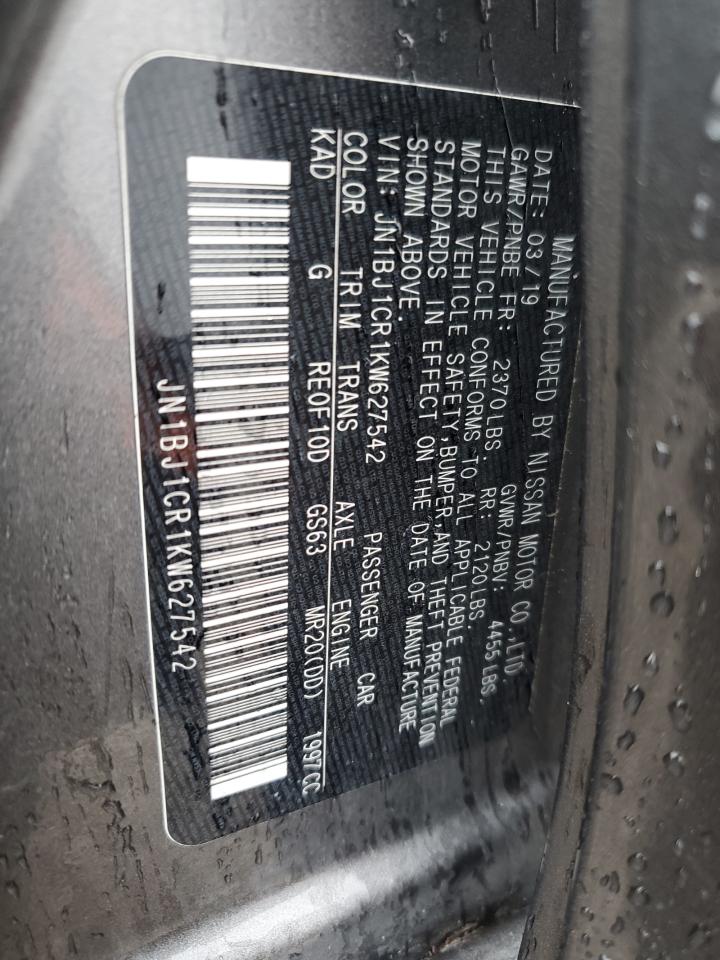 MANUFACTURED BY NISSAN MOTOR CO.,LTD.
DATE: 03/19 GVWR/PNBV: 4455LBS,
GAWR/PNBE FR: 2370LBS RR: 2120LBS.
THIS VEHICLE CONFORMS TO ALL APPLICABLE FEDERAL
MOTOR VEHICLE SAFETY,BUMPER,AND THEFT PREVENTION
STANDARDS IN EFFECT ON THE DATE OF MANUFACTURE
SHOWN ABOVE.
VIN: JN1BJ1CR1KW627542 PASSENGER CAR
COLOR TRIM TRANS AXLE ENGINE
KAD G REOF10D GS63 MR20(DD) 1997CC
JN1BJ1CR1KW627542